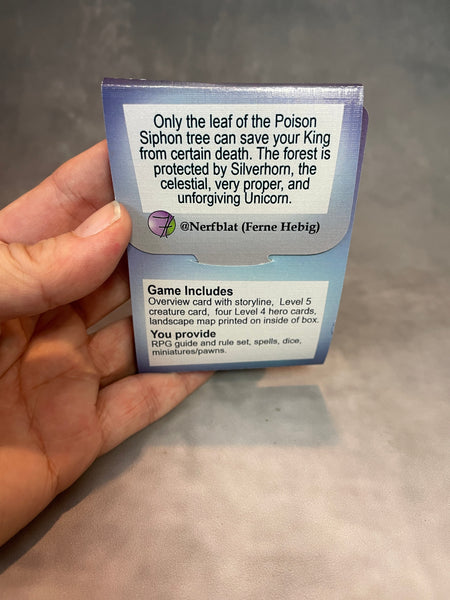 Only the leaf of the Poison
Siphon tree can save your King
from certain death. The forest is
protected by Silverhorn, the
celestial, very proper, and
unforgiving Unicorn.
@Nerfblat (Ferne Hebig)
Game Includes
Overview card with storyline, Level 5
creature card, four Level 4 hero cards,
landscape map printed on inside of box.
You provide
RPG guide and rule set, spells, dice,
miniatures/pawns.